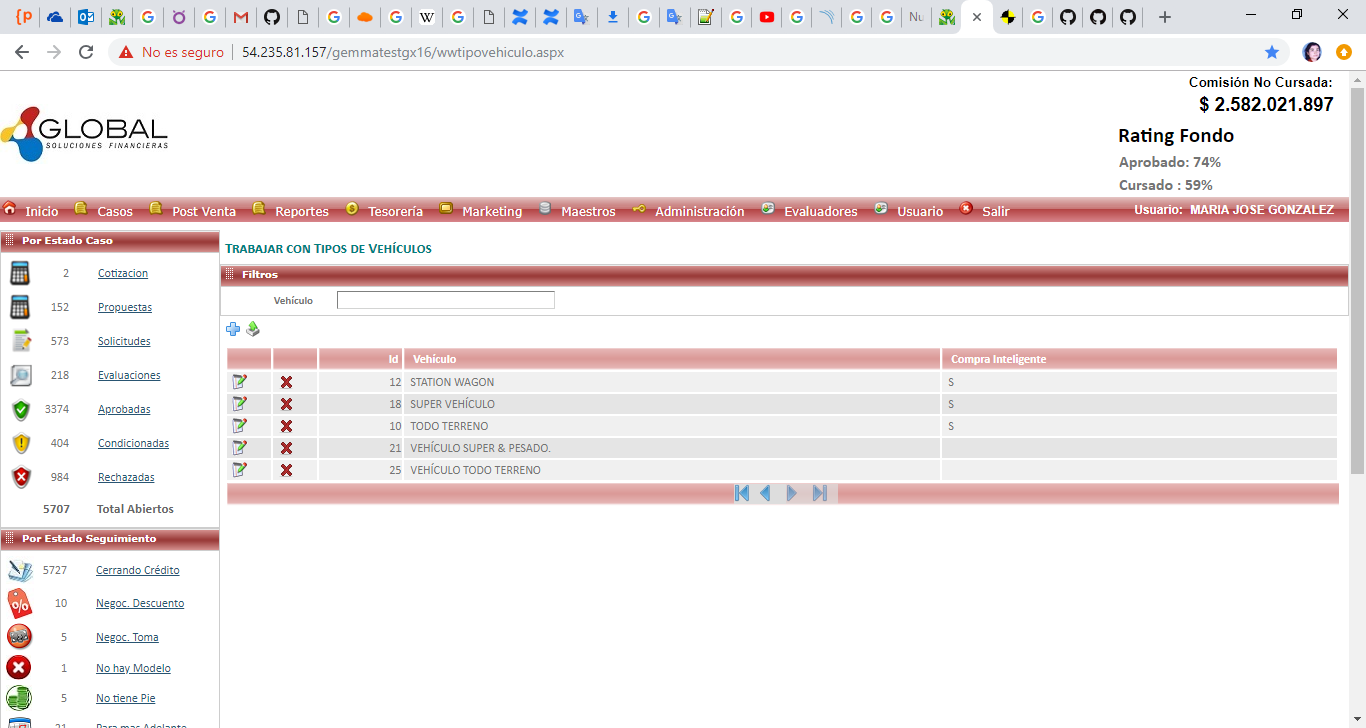 No es seguro 54.235.81.157/gemmatestgx16/wwtipovehiculo.aspx
Comisión No Cursada:
$ 2.582.021.897
Rating Fondo
Aprobado: 74%
Cursado : 59%
GLOBAL
SOLUCIONES FINANCIERAS
Inicio Casos Post Venta Reportes Tesorería Marketing Maestros Administración Evaluadores Usuario Salir Usuario: MARIA JOSE GONZALEZ
Por Estado Caso
2 Cotizacion
152 Propuestas
573 Solicitudes
218 Evaluaciones
3374 Aprobadas
404 Condicionadas
984 Rechazadas
5707 Total Abiertos
Por Estado Seguimiento
5727 Cerrando Crédito
10 Negoc. Descuento
5 Negoc. Toma
1 No hay Modelo
5 No tiene Pie
21 Para mas Adelante
TRABAJAR CON TIPOS DE VEHÍCULOS
Filtros
Vehículo
Id Vehículo Compra Inteligente
12 STATION WAGON S
18 SUPER VEHÍCULO S
10 TODO TERRENO S
21 VEHÍCULO SUPER & PESADO.
25 VEHÍCULO TODO TERRENO